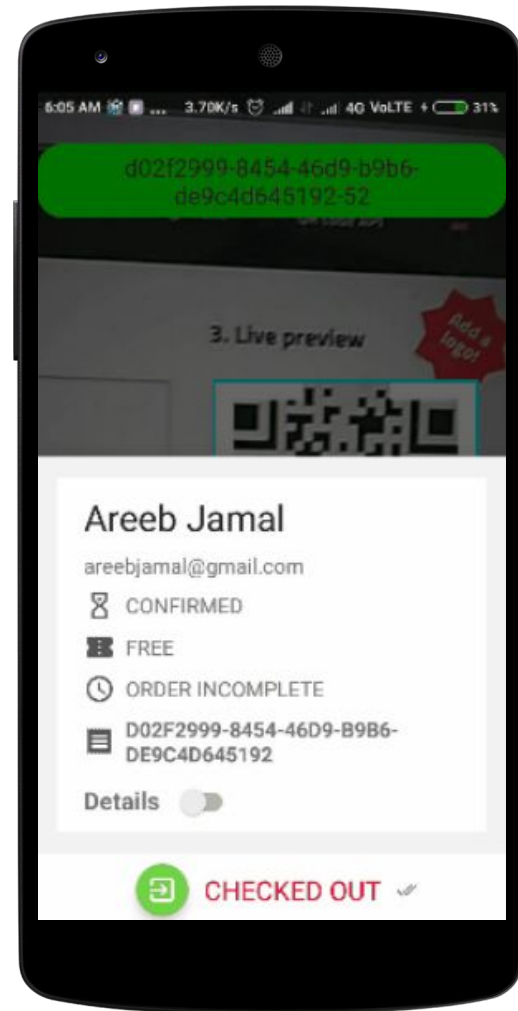 6:05 AM ... 3.70K/s 4G VoLTE 31%
d02f2999-8454-46d9-b9b6-
de9c4d645192-52
3. Live preview
Add a
logo!
Areeb Jamal
areebjamal@gmail.com
CONFIRMED
FREE
ORDER INCOMPLETE
D02F2999-8454-46D9-B9B6-
DE9C4D645192
Details
CHECKED OUT